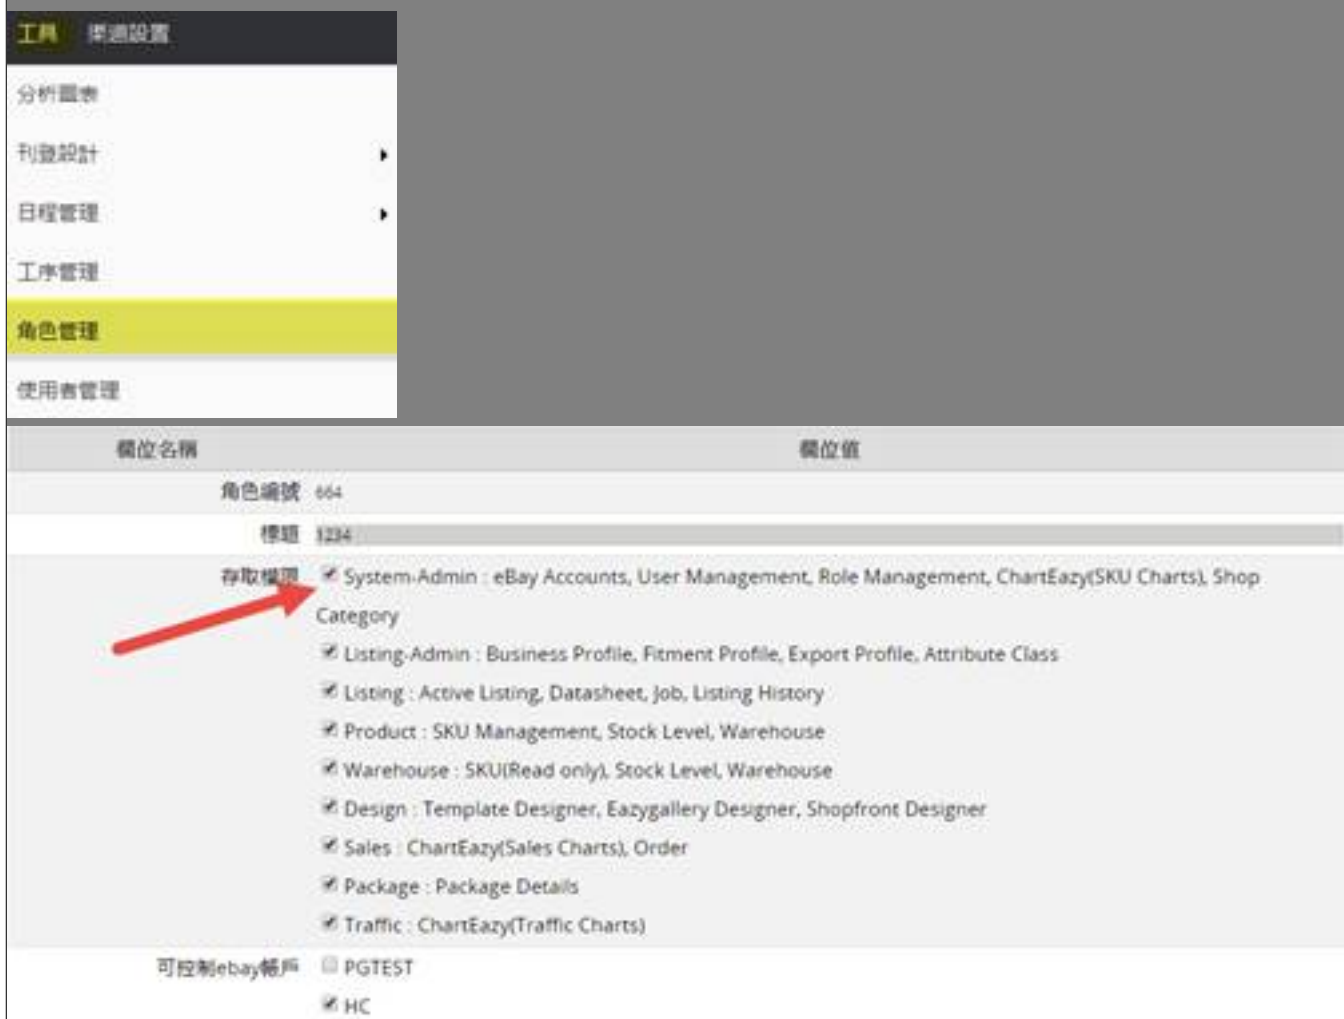 工具 渠道設置
分析圖表
刊登設計
日程管理
工序管理
角色管理
使用者管理
欄位名稱 欄位值
角色編號 664
標題 1234
存取權限 System-Admin : eBay Accounts, User Management, Role Management, ChartEazy(SKU Charts), Shop
Category
Listing-Admin : Business Profile, Fitment Profile, Export Profile, Attribute Class
Listing : Active Listing, Datasheet, Job, Listing History
Product : SKU Management, Stock Level, Warehouse
Warehouse : SKU(Read only), Stock Level, Warehouse
Design : Template Designer, Eazygallery Designer, Shopfront Designer
Sales : ChartEazy(Sales Charts), Order
Package : Package Details
Traffic : ChartEazy(Traffic Charts)
可控制ebay帳戶 PGTEST
HC